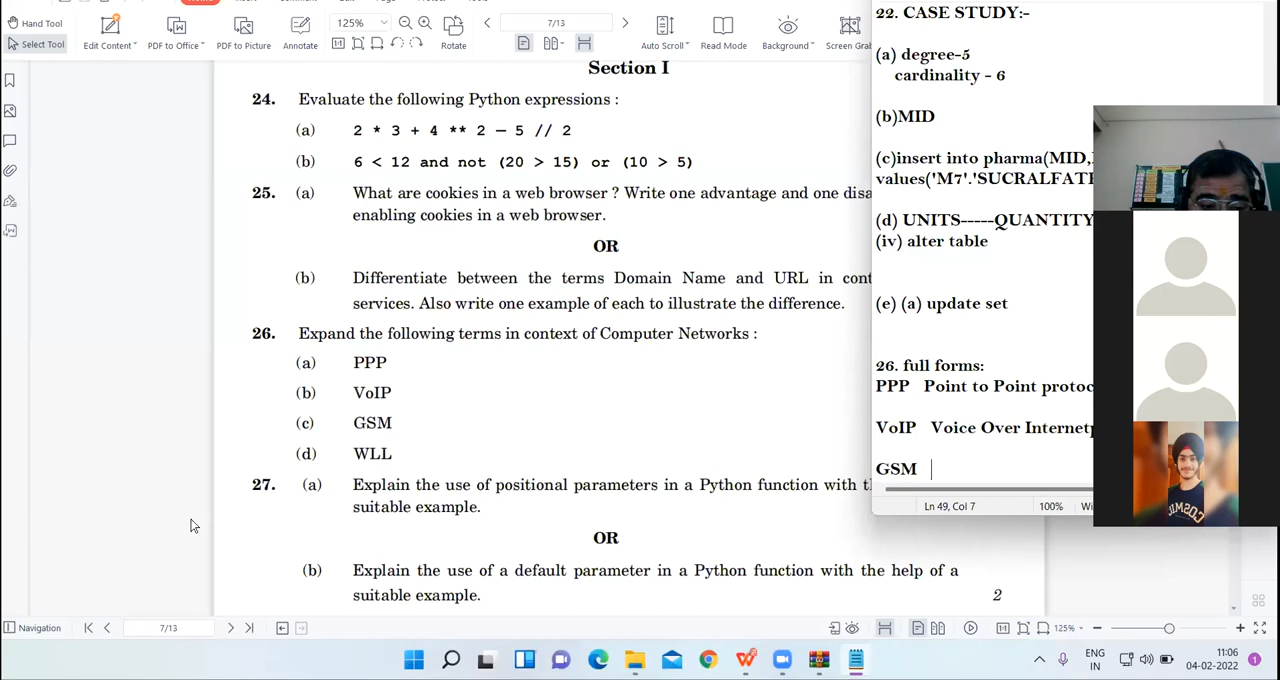 Hand Tool
Select Tool
Edit Content
PDF to Office
PDF to Picture
Annotate
125%
Rotate
7/13
Auto Scroll
Read Mode
Background
Screen Grab
Section I
24. Evaluate the following Python expressions :
(a) 2 * 3 + 4 ** 2 – 5 // 2
(b) 6 < 12 and not (20 > 15) or (10 > 5)
25. (a) What are cookies in a web browser ? Write one advantage and one disa
enabling cookies in a web browser.
OR
(b) Differentiate between the terms Domain Name and URL in cont
services. Also write one example of each to illustrate the difference.
26. Expand the following terms in context of Computer Networks :
(a) PPP
(b) VoIP
(c) GSM
(d) WLL
27. (a) Explain the use of positional parameters in a Python function with th
suitable example.
OR
(b) Explain the use of a default parameter in a Python function with the help of a
suitable example. 2
22. CASE STUDY:-
(a) degree-5
cardinality - 6
(b)MID
(c)insert into pharma(MID,
values('M7'.'SUCRALFATE
(d) UNITS-----QUANTITY
(iv) alter table
(e) (a) update set
26. full forms:
PPP Point to Point protoc
VoIP Voice Over Internetp
GSM
Ln 49, Col 7
100%
Wi
Navigation
7/13
125%
ENG
IN
11:06
04-02-2022
1